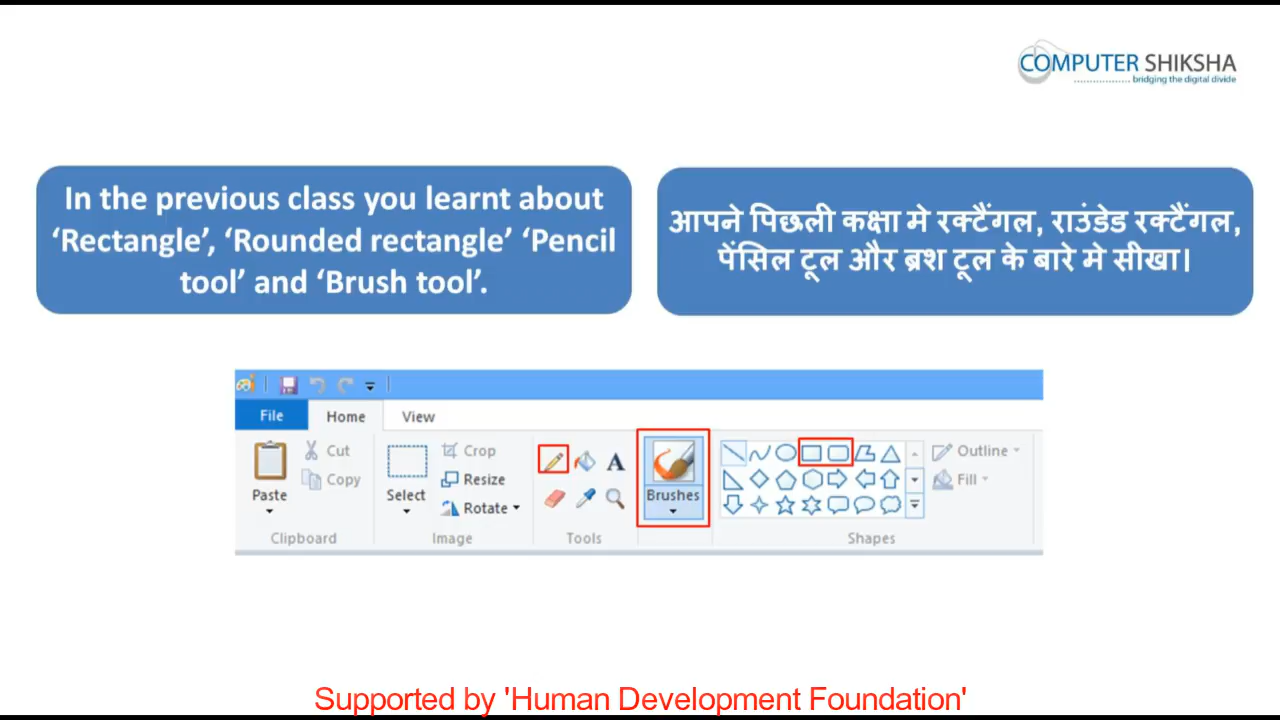 COMPUTER SHIKSHA
bridging the digital divide
In the previous class you learnt about
‘Rectangle’, ‘Rounded rectangle’ ‘Pencil
tool’ and ‘Brush tool’.
आपने पिछली कक्षा मे रक्टैंगल, राउंडेड रक्टैंगल,
पेंसिल टूल और ब्रश टूल के बारे मे सीखा।
File Home View
Paste
Cut
Copy
Clipboard
Select
Crop
Resize
Rotate
Image
A
Tools
Brushes
Outline
Fill
Shapes
Supported by 'Human Development Foundation'